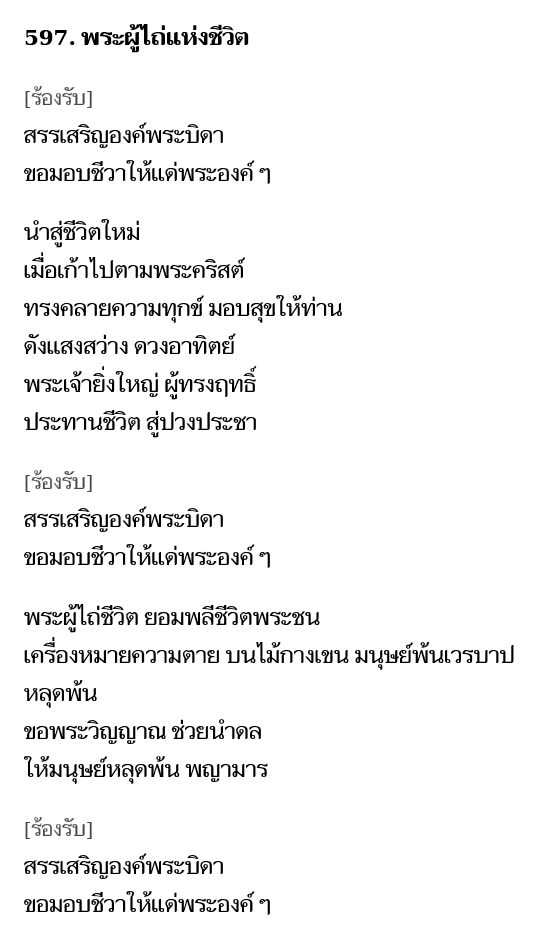 597. พระผู้ไถ่แห่งชีวิต
[ร้องรับ]
สรรเสริญองค์พระบิดา
ขอมอบชีวาให้แด่พระองค์ ๆ
นำสู่ชีวิตใหม่
เมื่อเก้าไปตามพระคริสต์
ทรงคลายความทุกข์ มอบสุขให้ท่าน
ดังแสงสว่าง ดวงอาทิตย์
พระเจ้ายิ่งใหญ่ ผู้ทรงฤทธิ์
ประทานชีวิต สู่ปวงประชา
[ร้องรับ]
สรรเสริญองค์พระบิดา
ขอมอบชีวาให้แด่พระองค์ ๆ
พระผู้ไถ่ชีวิต ยอมพลีชีวิตพระชน
เครื่องหมายความตาย บนไม้กางเขน มนุษย์พ้นเวรบาป
หลุดพ้น
ขอพระวิญญาณ ช่วยนำดล
ให้มนุษย์หลุดพ้น พญามาร
[ร้องรับ]
สรรเสริญองค์พระบิดา
ขอมอบชีวาให้แด่พระองค์ ๆ